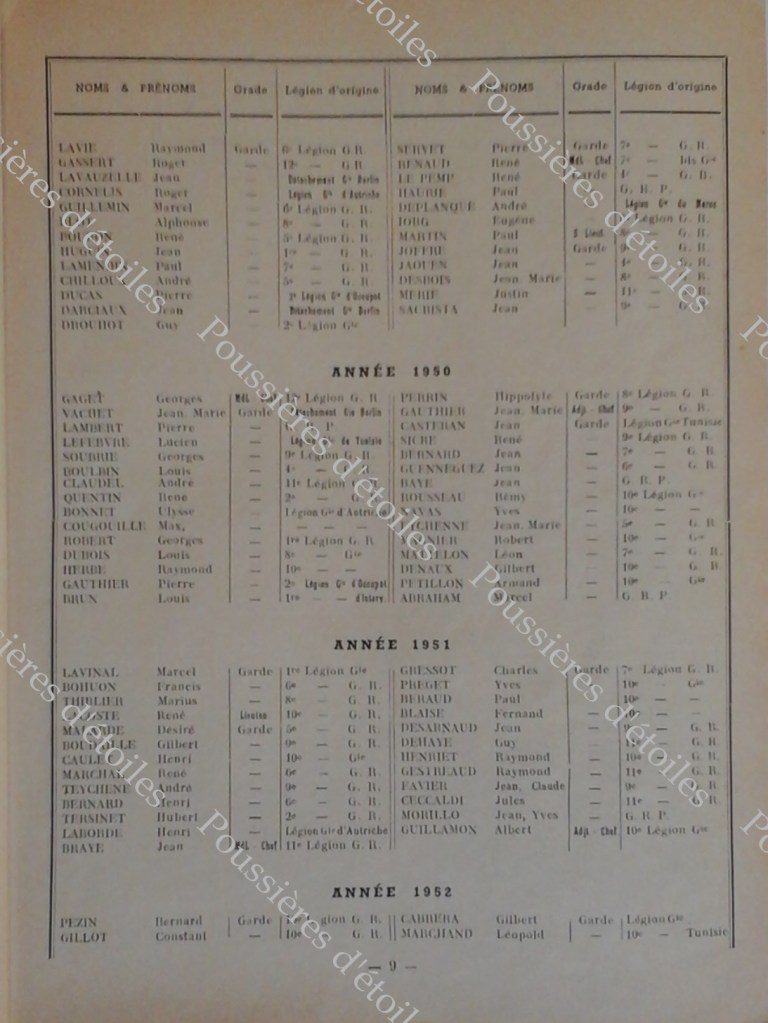 NOMS & PRÉNOMS Grade Légion d'origine NOMS & PRÉNOMS Grade Légion d'origine
LAVIE Raymond Garde 6e Légion G. R. SERVET Pierre Garde 7e — G. R.
GASSERT Roger — — G. R. RENAUD René Mdl. Chef 7e — bis Gie
LAVAUZELLE Jean — Détachement Gie Berlin LE PEMP René Garde 4e — G. R.
CORNELIS Roger — Légion Gie d'Autriche HAURIE Paul G. R. P.
GUILLEMIN Marcel — 6e Légion G. R. DEPLANQUE André Légion Gie du Maroc
Alphonse — 8e — G. R. JORG Eugène Légion G. R.
René — 5e Légion G. R. MARTIN Paul S. Lieut. G. R.
Jean — 1re — G. R. JOFFRE Jean Garde 9e — G. R.
Paul — 7e — G. R. JAOUEN Jean — 4e — G. R.
CHILLOUX André — 5e — G. R. DESBOIS Jean, Marie — 8e — G. R.
DUCAS Pierre — 2e Légion Gie d'Occupat. MERIE Justin — 11e — G. R.
DARCIAUX Jean — Détachement Gie Berlin SACRISTA Jean 9e — G. R.
DROUHOT Guy — 2e Légion Gie
ANNÉE 1950
GAGET Georges Mdl. Chef Légion G. R. PERRIN Hippolyte Garde 8e Légion G. R.
VACHET Jean, Marie Garde Détachement Gie Berlin GAUTHIER Jean, Marie Adj. Chef 9e — G. R.
LAMBERT Pierre — R. P. CASTERAN Jean Garde Légion Gie Tunisie
LEFEBVRE Lucien — Légion Gie de Tunisie SICRE René 9e Légion G. R.
SOUBRIE Georges — 9e Légion G. R. BERNARD Jean — 7e — G. R.
BOULBIN Louis — 4e — G. R. GUENNEGUEZ Jean — 6e — G. R.
CLAUDEL André — 11e Légion G. R. BAYE Jean — G. R. P.
QUENTIN René — 2e — G. R. ROUSSEAU Rémy — 10e Légion Gie
BONNET Ulysse Légion Gie d'Autriche Yves — 10e — —
COUGOUILLE Max, — — — — Jean, Marie — 5e — G. R.
ROBERT Georges — 1re Légion G. R. Robert — 10e — Gie
DUBOIS Louis — 8e — Gie Léon — 7e — G. R.
HERBE Raymond — 10e — — DENAUX Gilbert — 10e — G. R.
GAUTHIER Pierre — 2e Légion Gie d'Occupat. PETILLON Armand — 10e — Gie
BRUN Louis — 1re — — d'Intery ABRAHAM Marcel — G. R. P.
ANNÉE 1951
LAVINAL Marcel Garde 1re Légion Gie GRESSOT Charles Garde 7e Légion G. R.
BOHUON Francis — 6e — G. R. PREGET Yves 10e — Gie
THIBLIER Marius — 8e — G. R. BERAUD Paul — 10e — —
René Lieuten. 10e — G. R. BLAISE Fernand — 10e — —
Désiré Garde 5e — G. R. DESARNAUD Jean — G. R.
Gilbert — 9e — G. R. DEHAYE Guy — 12e — G. R.
Henri — 10e — Gie HENRIET Raymond — 10e — G. R.
MARCHAL René — 6e — G. R. GESTREAUD Raymond — 11e — G. R.
TEYCHENE André — 9e — G. R. FAVIER Jean, Claude — 9e — G. R.
BERNARD Henri — 6e — G. R. CECCALDI Jules — 11e — G. R.
TERSINET Hubert — 2e — G. R. MORILLO Jean, Yves — G. R. P.
LABORDE Henri — Légion Gie d'Autriche GUILLAMON Albert Adj. Chef 10e Légion Gie
BRAYE Jean Mdl. Chef 11e Légion G. R.
ANNÉE 1952
PEZIN Bernard Garde Légion G. R. CABRERA Gilbert Garde Légion Gie
GILLOT Constant — 10e G. R. MARCHAND Léopold — 10e — Tunisie
— 9 —
Poussières d'étoiles